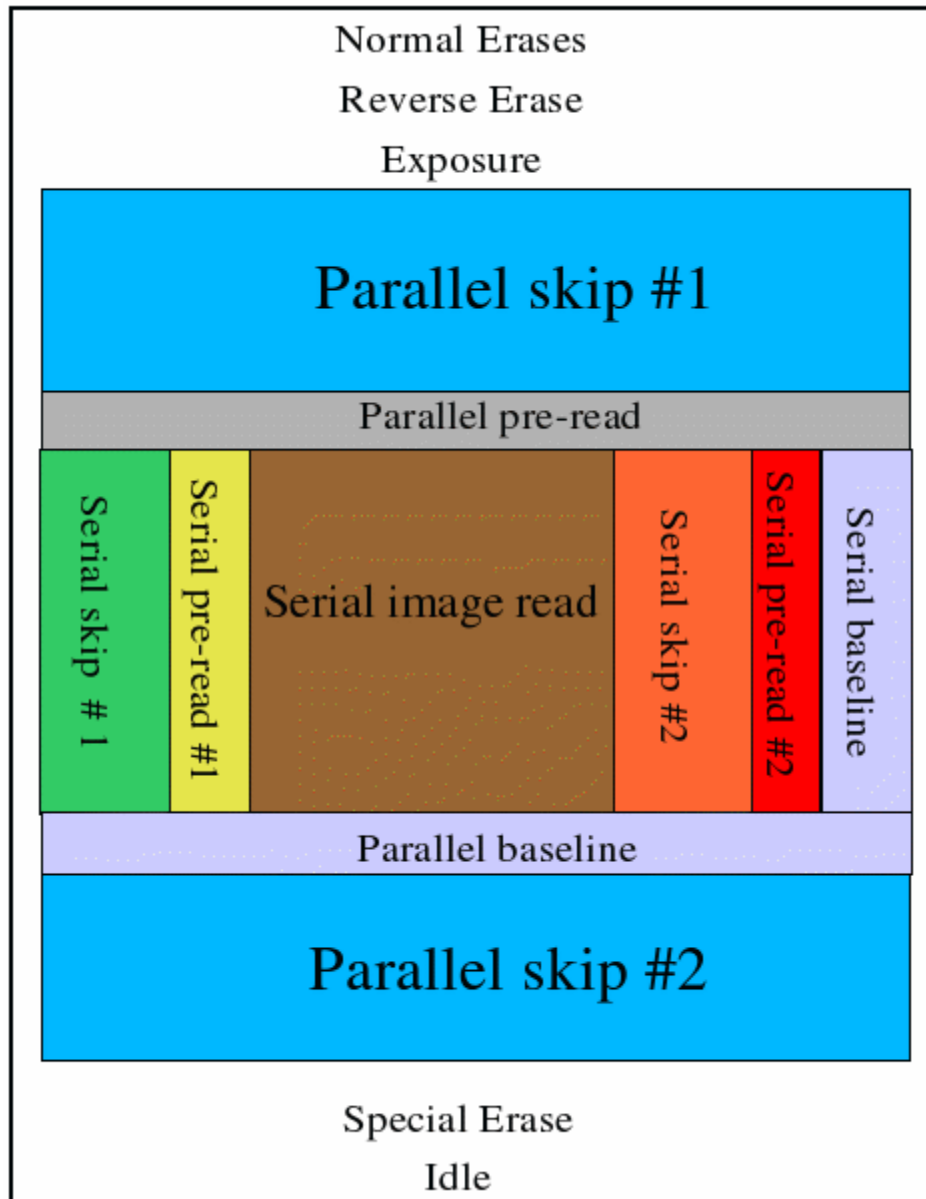 Normal Erases
Reverse Erase
Exposure
Parallel skip #1
Parallel pre-read
Serial skip # 1
Serial pre-read #1
Serial image read
Serial skip #2
Serial pre-read #2
Serial baseline
Parallel baseline
Parallel skip #2
Special Erase
Idle